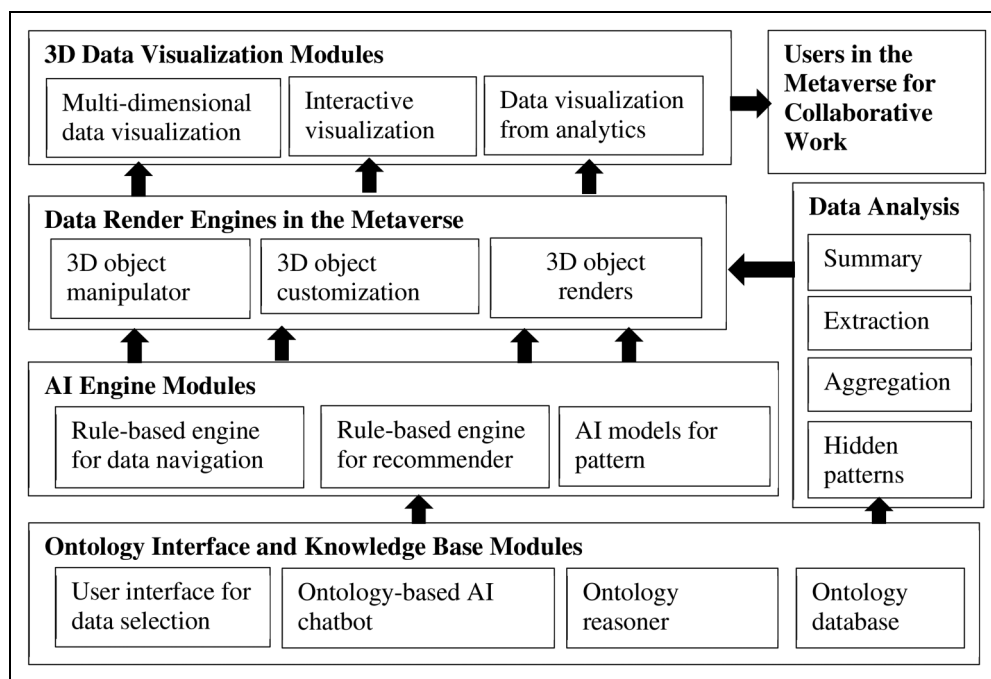 3D Data Visualization Modules
Multi-dimensional
data visualization
Interactive
visualization
Data visualization
from analytics
Users in the
Metaverse for
Collaborative
Work
Data Render Engines in the Metaverse
3D object
manipulator
3D object
customization
3D object
renders
Data Analysis
Summary
Extraction
Aggregation
Hidden
patterns
AI Engine Modules
Rule-based engine
for data navigation
Rule-based engine
for recommender
AI models for
pattern
Ontology Interface and Knowledge Base Modules
User interface for
data selection
Ontology-based AI
chatbot
Ontology
reasoner
Ontology
database